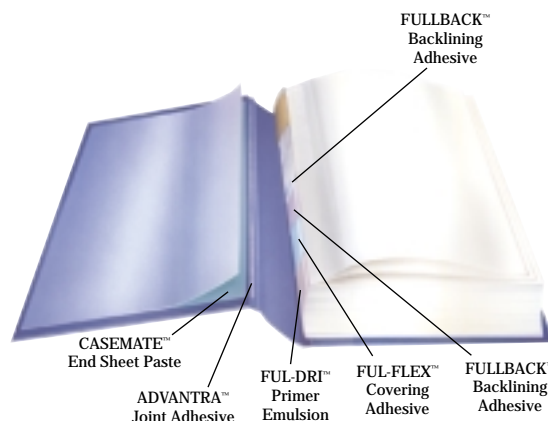 FULLBACK™
Backlining
Adhesive
CASEMATE™
End Sheet Paste
ADVANTRA™
Joint Adhesive
FUL-DRI™
Primer
Emulsion
FUL-FLEX™
Covering
Adhesive
FULLBACK™
Backlining
Adhesive